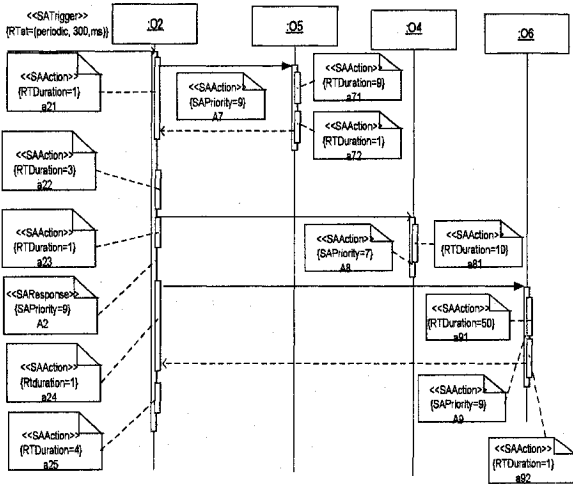 <<SATrigger>>
{RTat=(periodic, 300,ms)}
:O2
:O5
:O4
:O6
<<SAAction>>
{RTDuration=1}
a21
<<SAAction>>
{SAPriority=9}
A7
<<SAAction>>
{RTDuration=9}
a71
<<SAAction>>
{RTDuration=1}
a72
<<SAAction>>
{RTDuration=3}
a22
<<SAAction>>
{RTDuration=1}
a23
<<SAAction>>
{SAPriority=7}
A8
<<SAAction>>
{RTDuration=10}
a81
<<SAResponse>>
{SAPriority=9}
A2
<<SAAction>>
{RTDuration=50}
a91
<<SAAction>>
{Rtduration=1}
a24
<<SAAction>>
{SAPriority=9}
A9
<<SAAction>>
{RTDuration=4}
a25
<<SAAction>>
{RTDuration=1}
a92